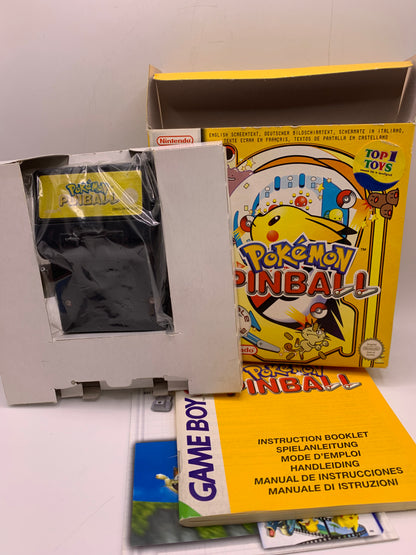 Nintendo
ENGLISH SCREENTEXT, DEUTSCHER BILDSCHIRMTEXT, SCHERMATE IN ITALIANO,
TEXTE ECRAN EN FRANÇAIS, TEXTOS DE PANTALLA EN CASTELLANO
TOP 1
TOYS
POKéMON
PINBALL
POKéMON
PINBALL
Nintendo
POKéMON
PINBALL
GAME BOY
INSTRUCTION BOOKLET
SPIELANLEITUNG
MODE D'EMPLOI
HANDLEIDING
MANUAL DE INSTRUCCIONES
MANUALE DI ISTRUZIONI